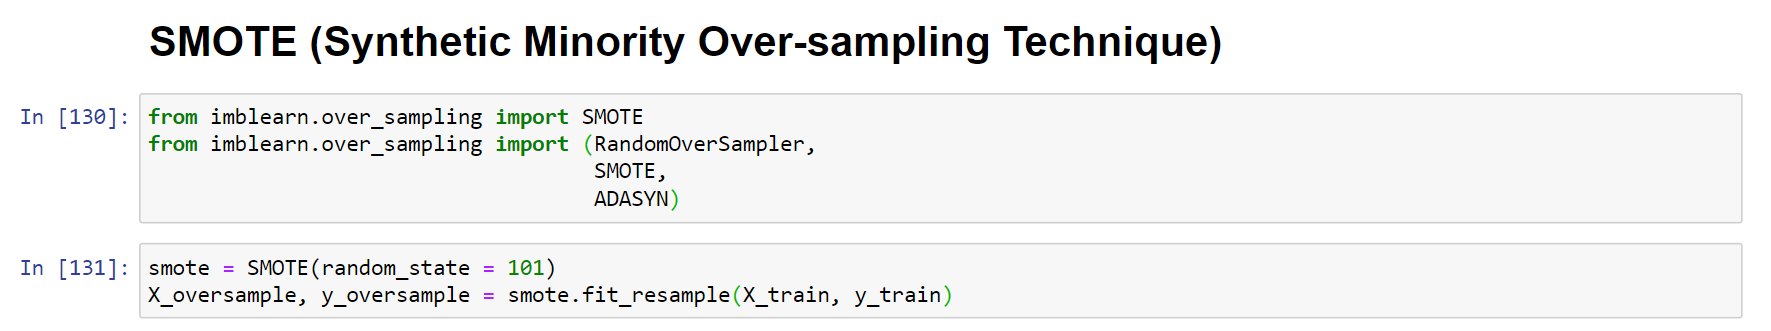 SMOTE (Synthetic Minority Over-sampling Technique)
In [130]:
from imblearn.over_sampling import SMOTE
from imblearn.over_sampling import (RandomOverSampler,
                                    SMOTE,
                                    ADASYN)
In [131]:
smote = SMOTE(random_state = 101)
X_oversample, y_oversample = smote.fit_resample(X_train, y_train)